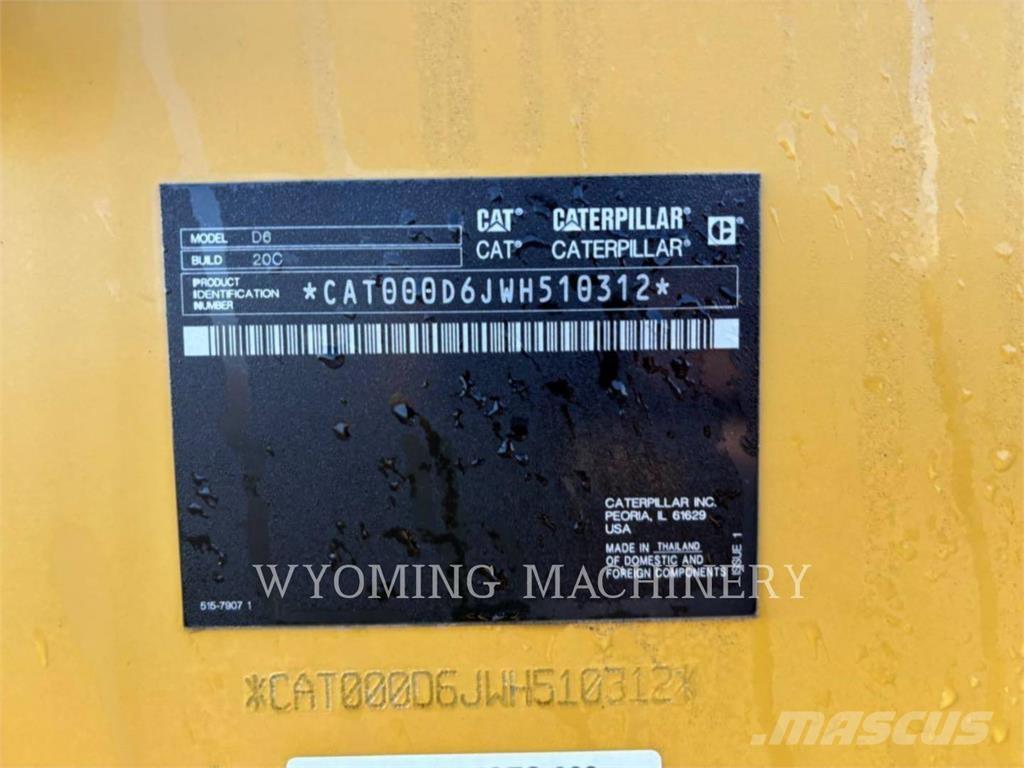 CAT® CATERPILLAR®
CAT® CATERPILLAR®
MODEL D6
BUILD 20C
PRODUCT IDENTIFICATION NUMBER *CAT000D6JWH510312*
CATERPILLAR INC.
PEORIA, IL 61629
USA
MADE IN THAILAND
OF DOMESTIC AND
FOREIGN COMPONENTS
ISSUE 1
515-7907 1
WYOMING MACHINERY
*CAT000D6JWH510312*
MASCUS